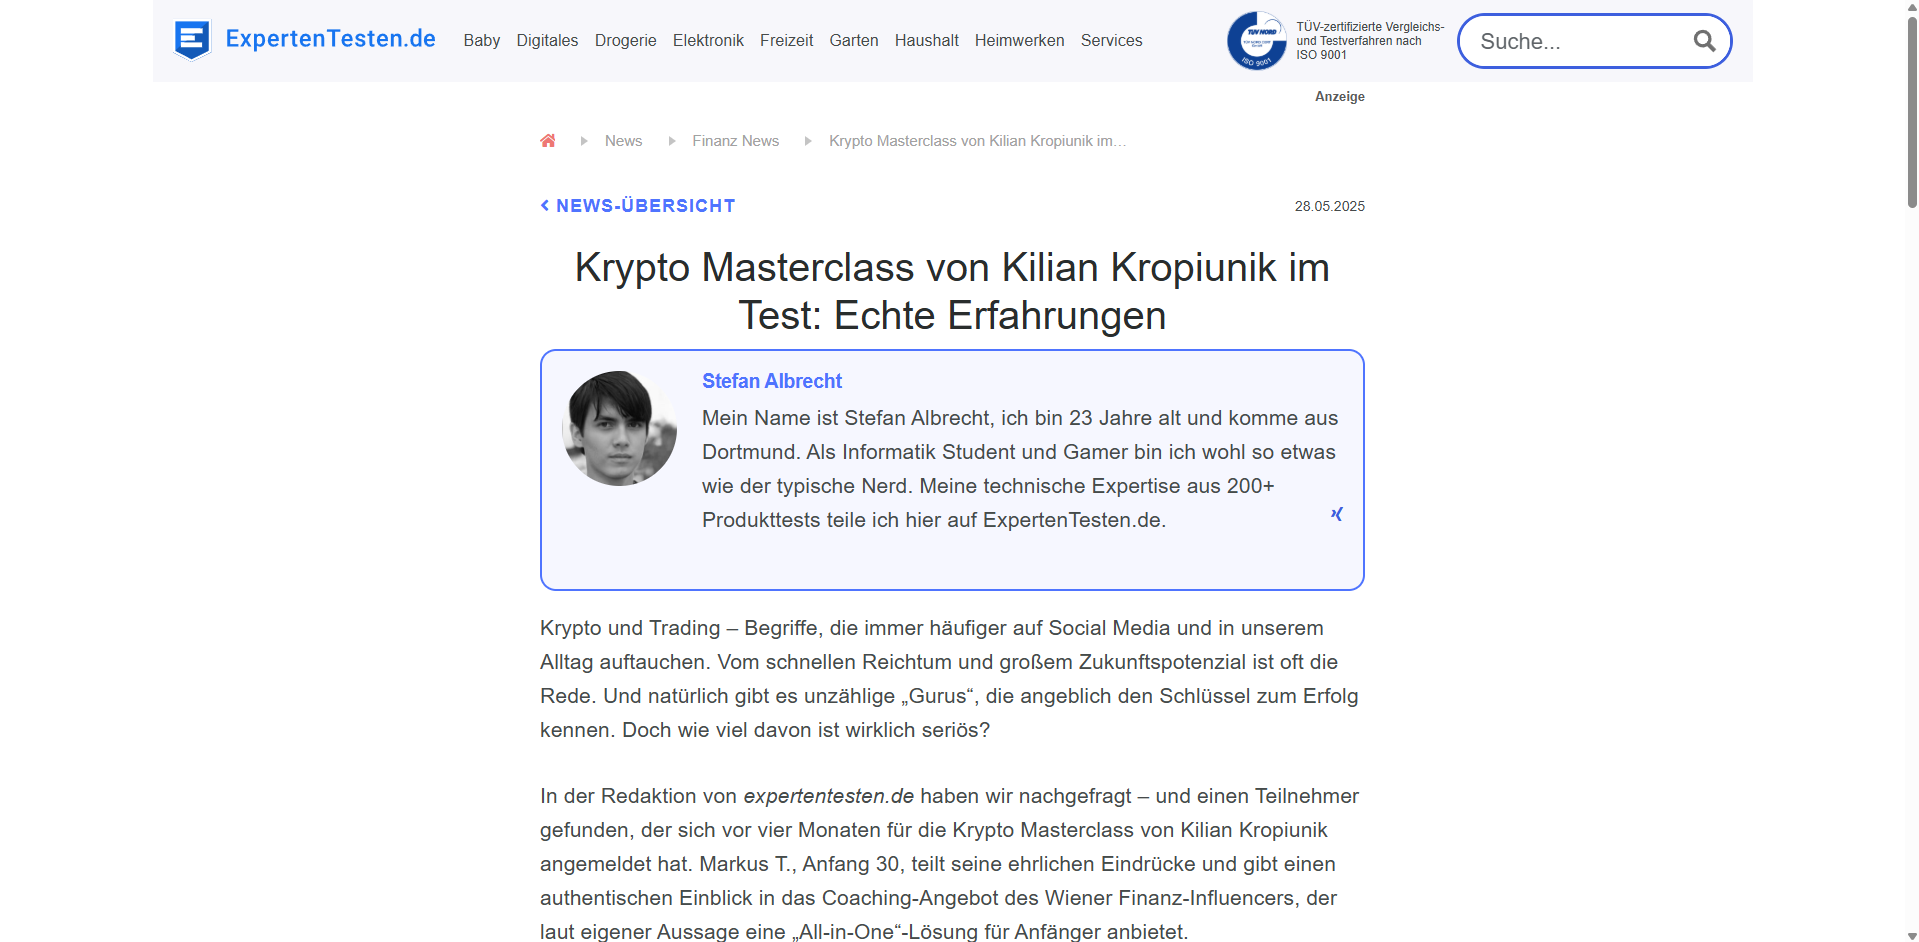 ExpertenTesten.de
Baby Digitales Drogerie Elektronik Freizeit Garten Haushalt Heimwerken Services
TÜV NORD
ISO 9001
TÜV-zertifizierte Vergleichs-
und Testverfahren nach
ISO 9001
Suche...
Anzeige
News Finanz News Krypto Masterclass von Kilian Kropiunik im…
NEWS-ÜBERSICHT
28.05.2025
Krypto Masterclass von Kilian Kropiunik im
Test: Echte Erfahrungen
Stefan Albrecht
Mein Name ist Stefan Albrecht, ich bin 23 Jahre alt und komme aus
Dortmund. Als Informatik Student und Gamer bin ich wohl so etwas
wie der typische Nerd. Meine technische Expertise aus 200+
Produkttests teile ich hier auf ExpertenTesten.de.
Krypto und Trading – Begriffe, die immer häufiger auf Social Media und in unserem
Alltag auftauchen. Vom schnellen Reichtum und großem Zukunftspotenzial ist oft die
Rede. Und natürlich gibt es unzählige „Gurus“, die angeblich den Schlüssel zum Erfolg
kennen. Doch wie viel davon ist wirklich seriös?
In der Redaktion von expertentesten.de haben wir nachgefragt – und einen Teilnehmer
gefunden, der sich vor vier Monaten für die Krypto Masterclass von Kilian Kropiunik
angemeldet hat. Markus T., Anfang 30, teilt seine ehrlichen Eindrücke und gibt einen
authentischen Einblick in das Coaching-Angebot des Wiener Finanz-Influencers, der
laut eigener Aussage eine „All-in-One“-Lösung für Anfänger anbietet.